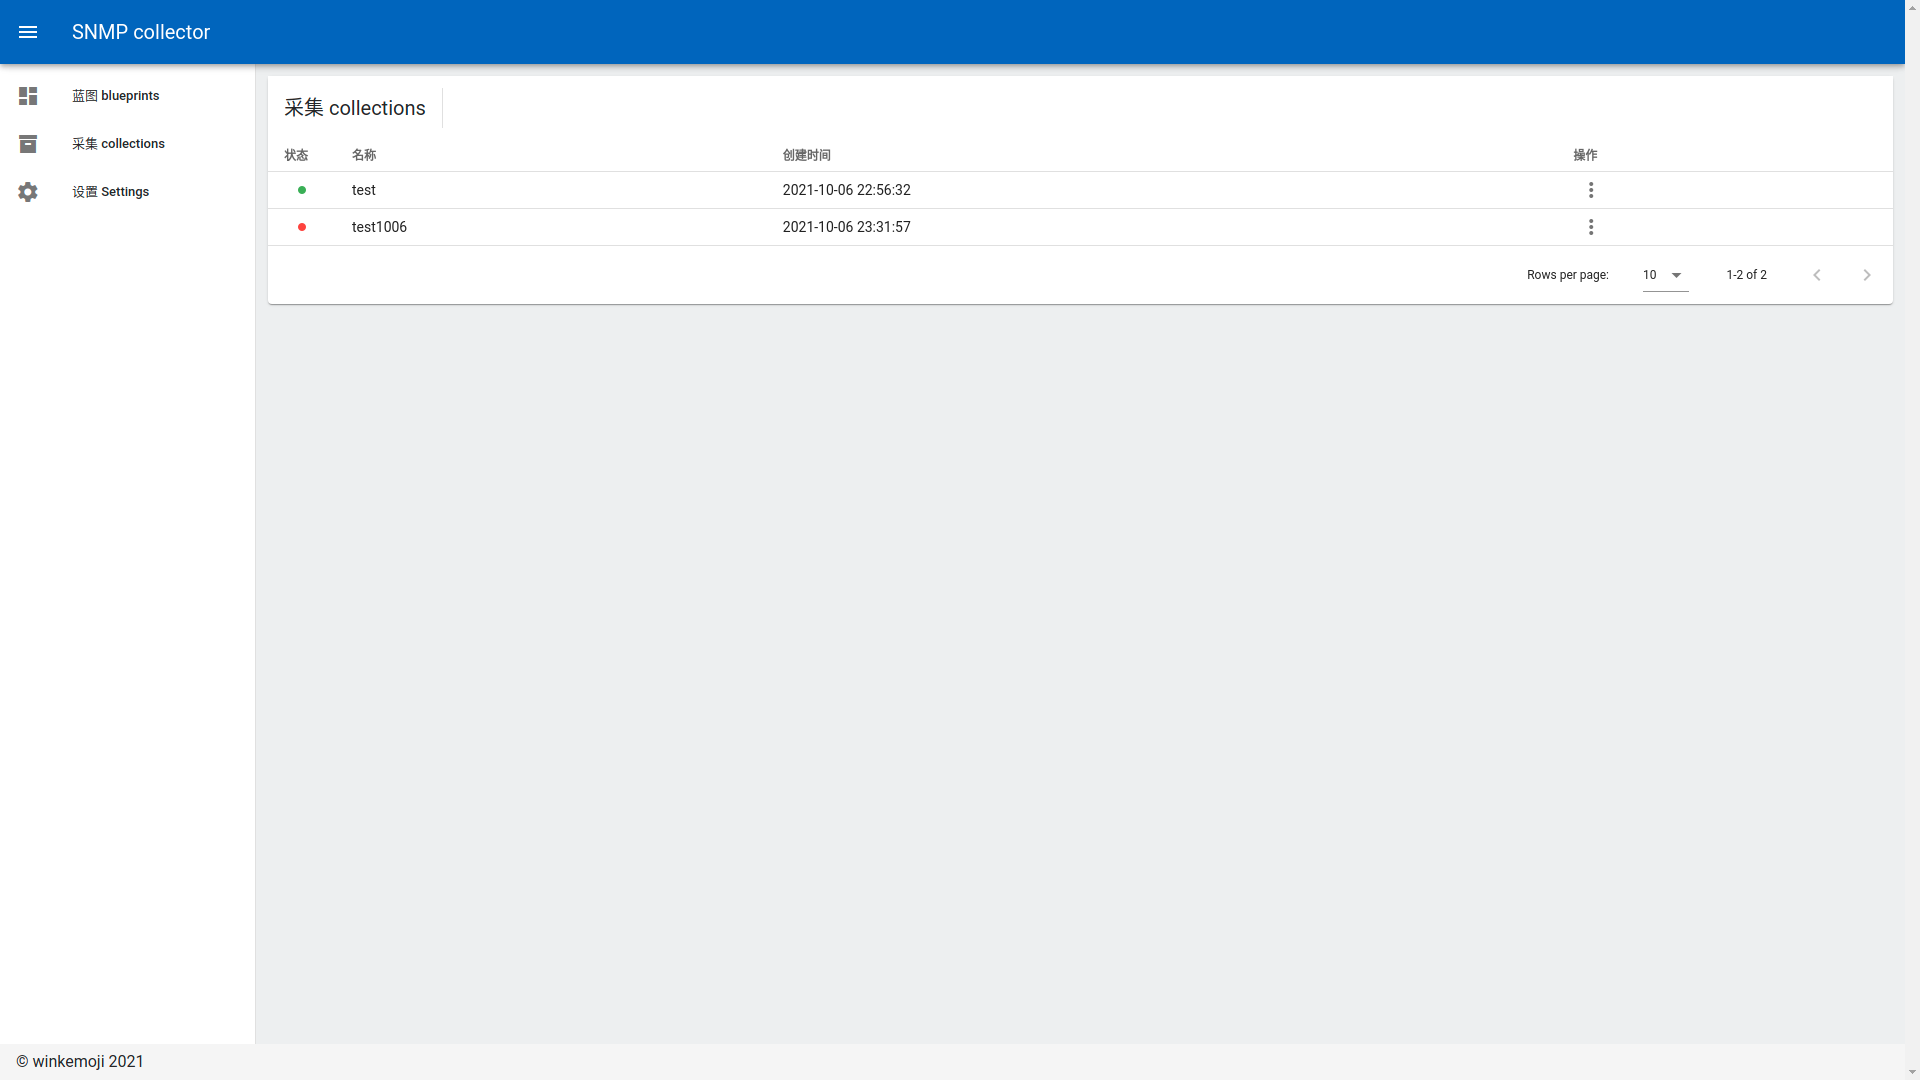 SNMP collector
蓝图 blueprints
采集 collections
设置 Settings
采集 collections
状态 名称 创建时间 操作
test 2021-10-06 22:56:32
test1006 2021-10-06 23:31:57
Rows per page: 10 1-2 of 2
© winkemoji 2021